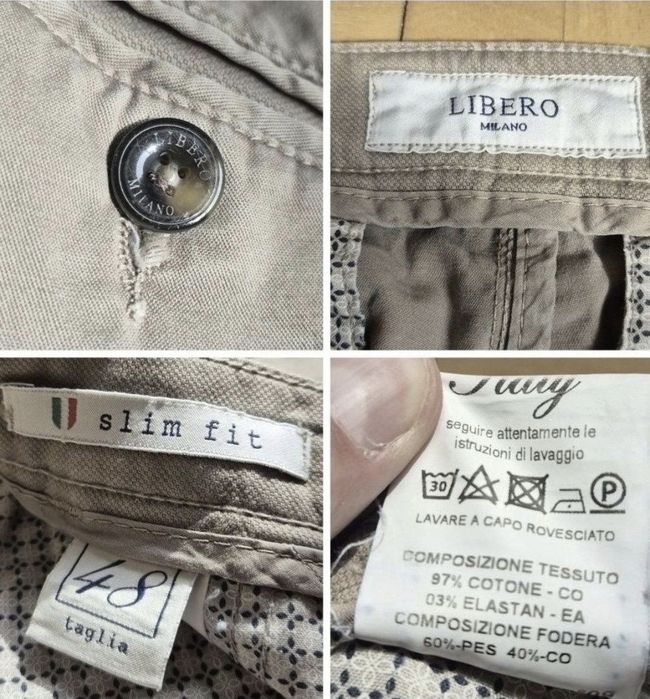 LIBERO
MILANO
LIBERO
MILANO
slim fit
48
taglia
Italy
seguire attentamente le
istruzioni di lavaggio
30
P
LAVARE A CAPO ROVESCIATO
COMPOSIZIONE TESSUTO
97% COTONE - CO
03% ELASTAN - EA
COMPOSIZIONE FODERA
60%-PES 40%-CO